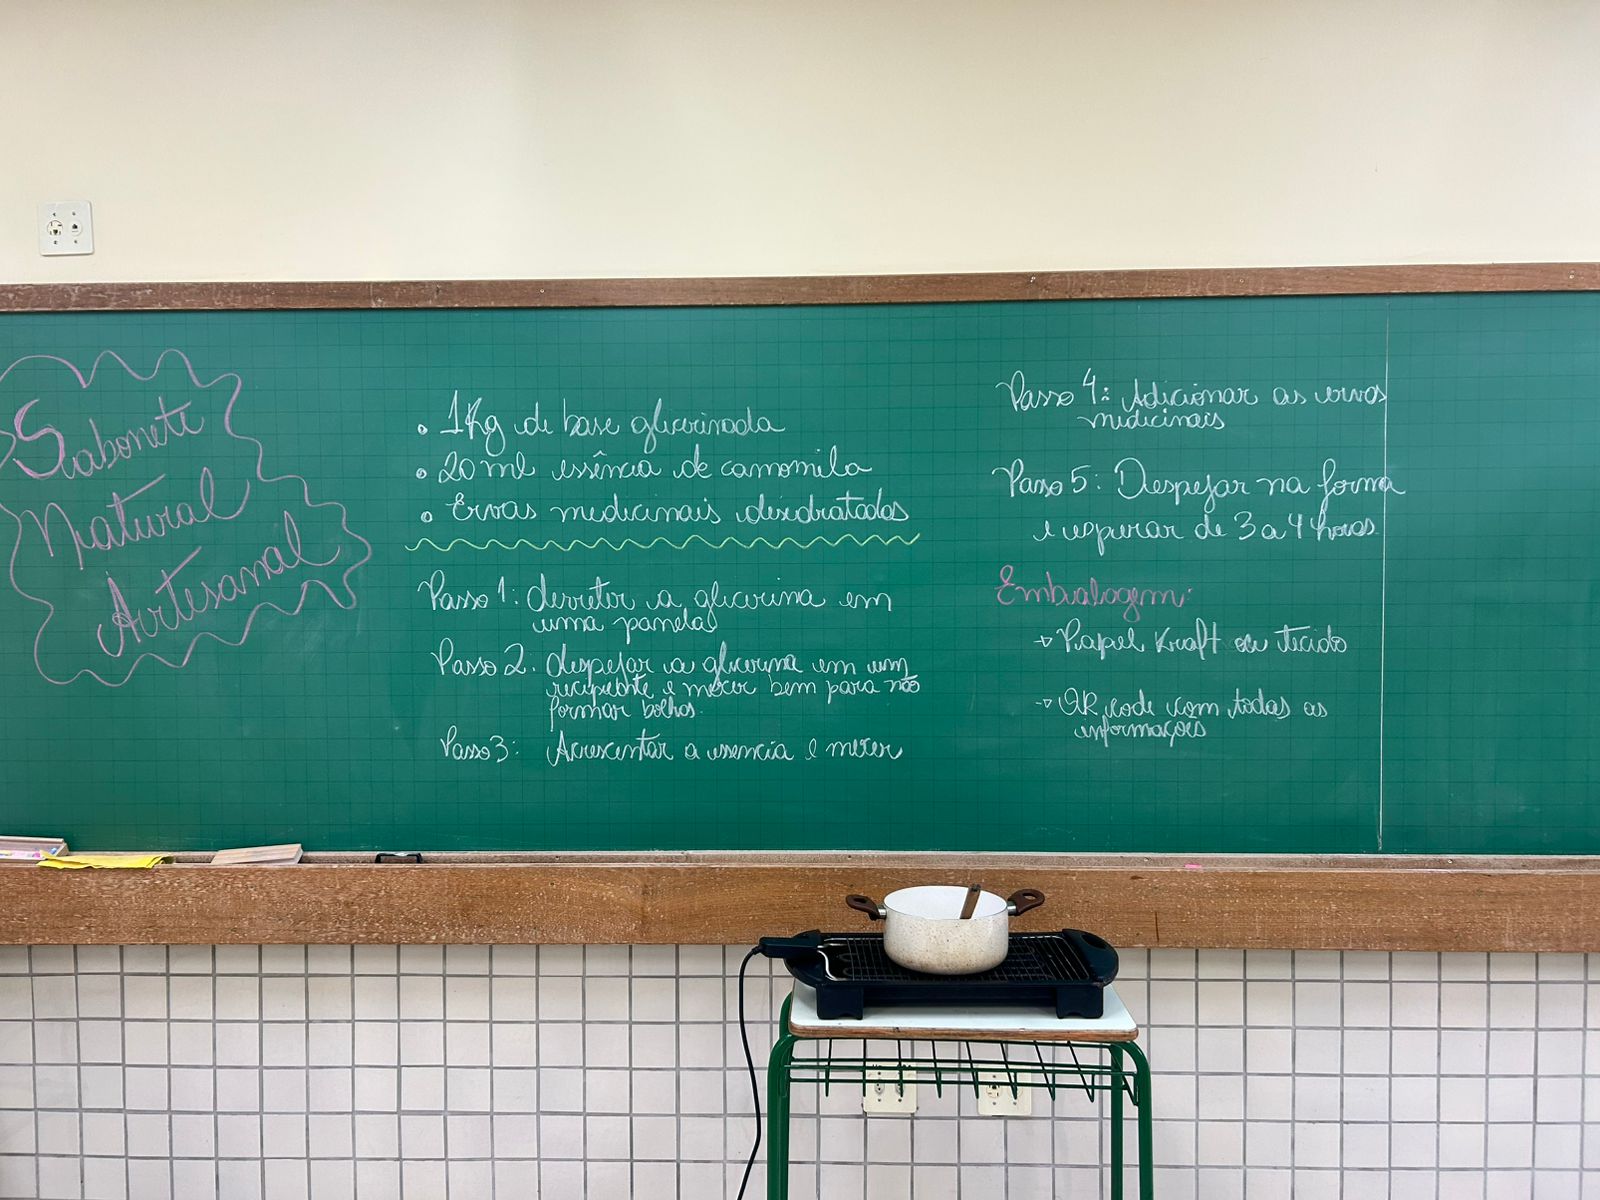 Sabonete
Natural
Artesanal
• 1Kg de base glicerinada
• 20 ml essência de camomila
• Ervas medicinais desidratadas
Passo 1: derreter a glicerina em
uma panela
Passo 2. despejar a glicerina em um
recipiente e mexer bem para não
formar bolhas.
Passo 3: Acrescentar a essencia e mexer
Passo 4: Adicionar as ervas
medicinais
Passo 5: Despejar na forma
e esperar de 3 a 4 horas.
Embalagem:
→ Papel Kraft ou tecido
→ QR code com todas as
informações